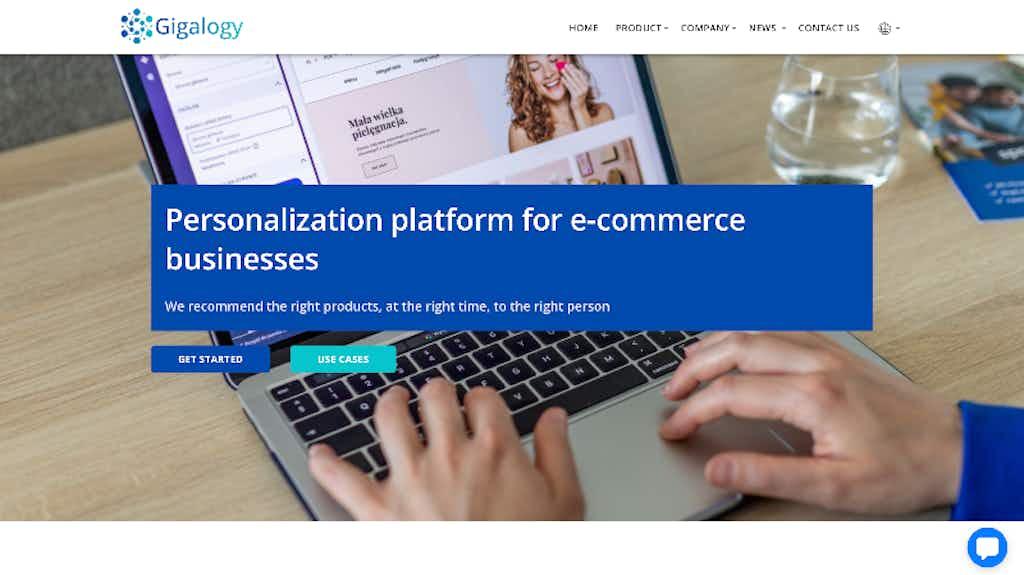 Gigalogy
HOME PRODUCT COMPANY NEWS CONTACT US
Mała wielka
pielęgnacja.
Personalization platform for e-commerce
businesses
We recommend the right products, at the right time, to the right person
GET STARTED USE CASES